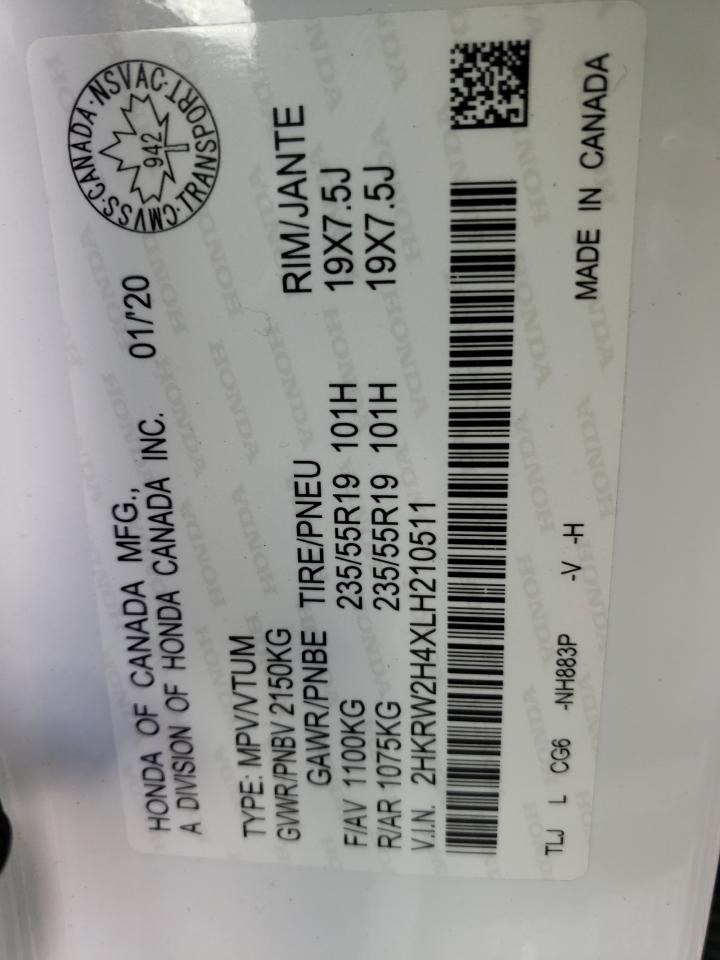 HONDA OF CANADA MFG.,
A DIVISION OF HONDA CANADA INC. 01/'20
CMVSS·CANADA·NSVAC·TRANSPORT·
942
TYPE: MPV/VTUM
GVWR/PNBV 2150KG
GAWR/PNBE TIRE/PNEU RIM/JANTE
F/AV 1100KG 235/55R19 101H 19X7.5J
R/AR 1075KG 235/55R19 101H 19X7.5J
V.I.N. 2HKRW2H4XLH210511
TLJ L CG6 -NH883P -V -H MADE IN CANADA
HONDA